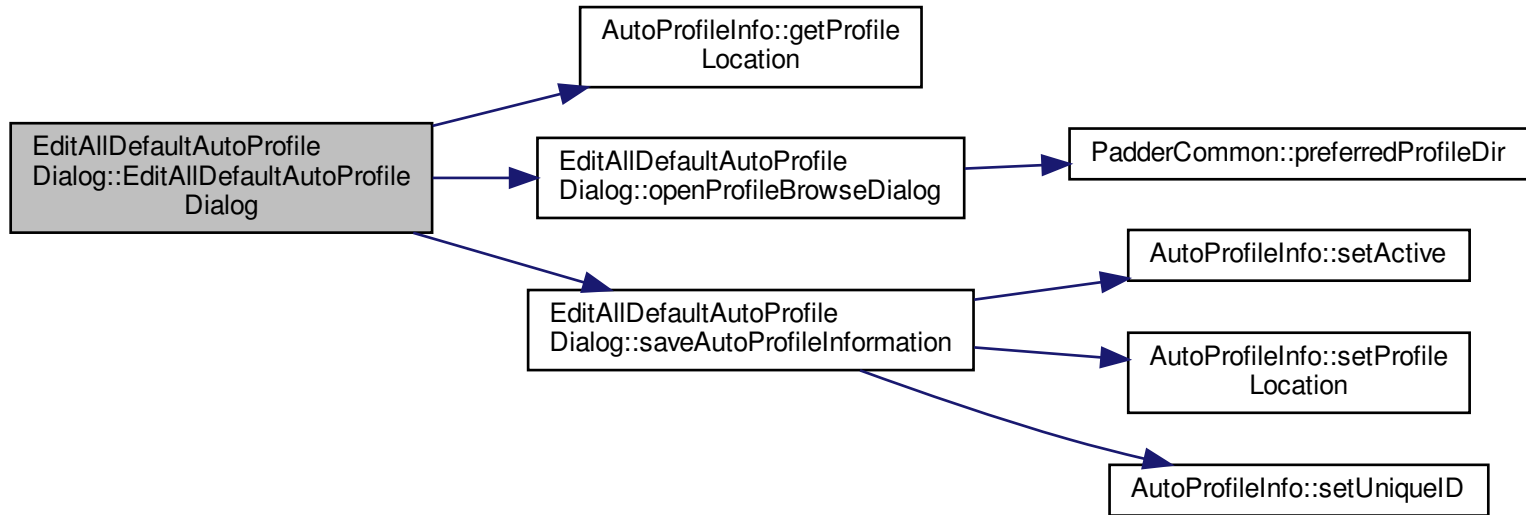 AutoProfileInfo::getProfile
Location
EditAllDefaultAutoProfile
Dialog::EditAllDefaultAutoProfile
Dialog
EditAllDefaultAutoProfile
Dialog::openProfileBrowseDialog
PadderCommon::preferredProfileDir
EditAllDefaultAutoProfile
Dialog::saveAutoProfileInformation
AutoProfileInfo::setActive
AutoProfileInfo::setProfile
Location
AutoProfileInfo::setUniqueID